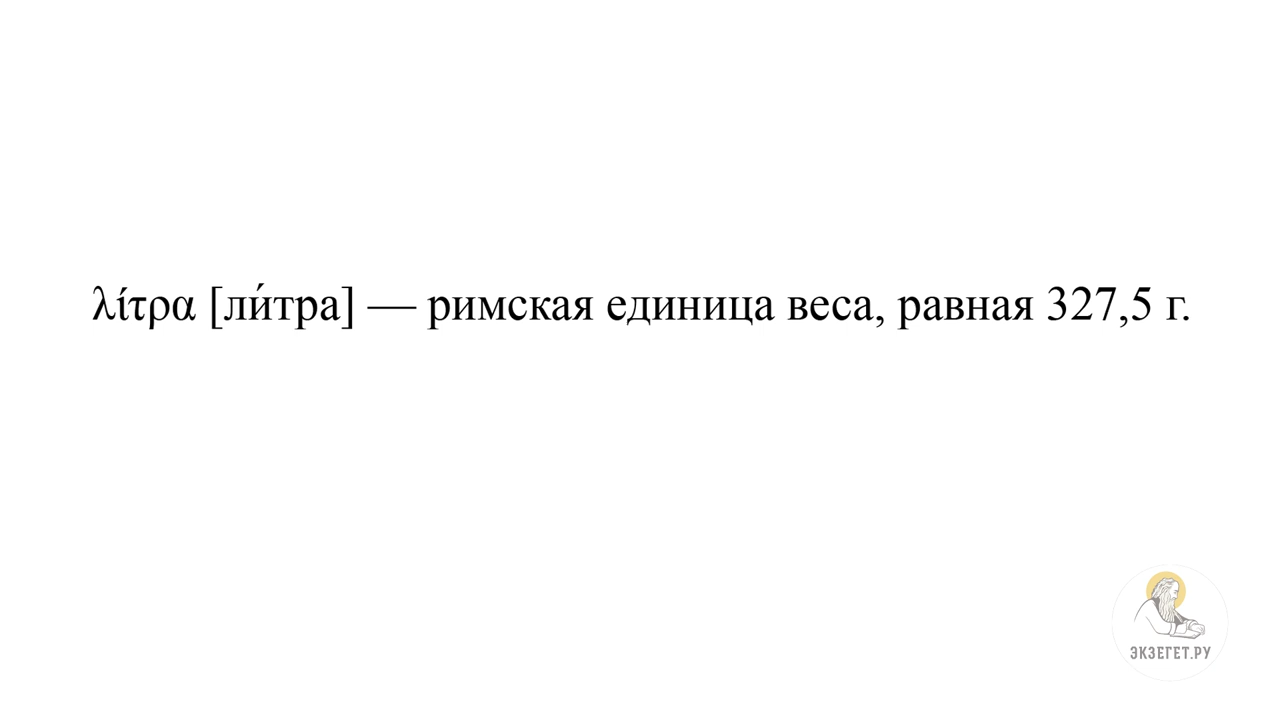 λίτρα [ли́тра] — римская единица веса, равная 327,5 г.
ЭКЗЕГЕТ.РУ